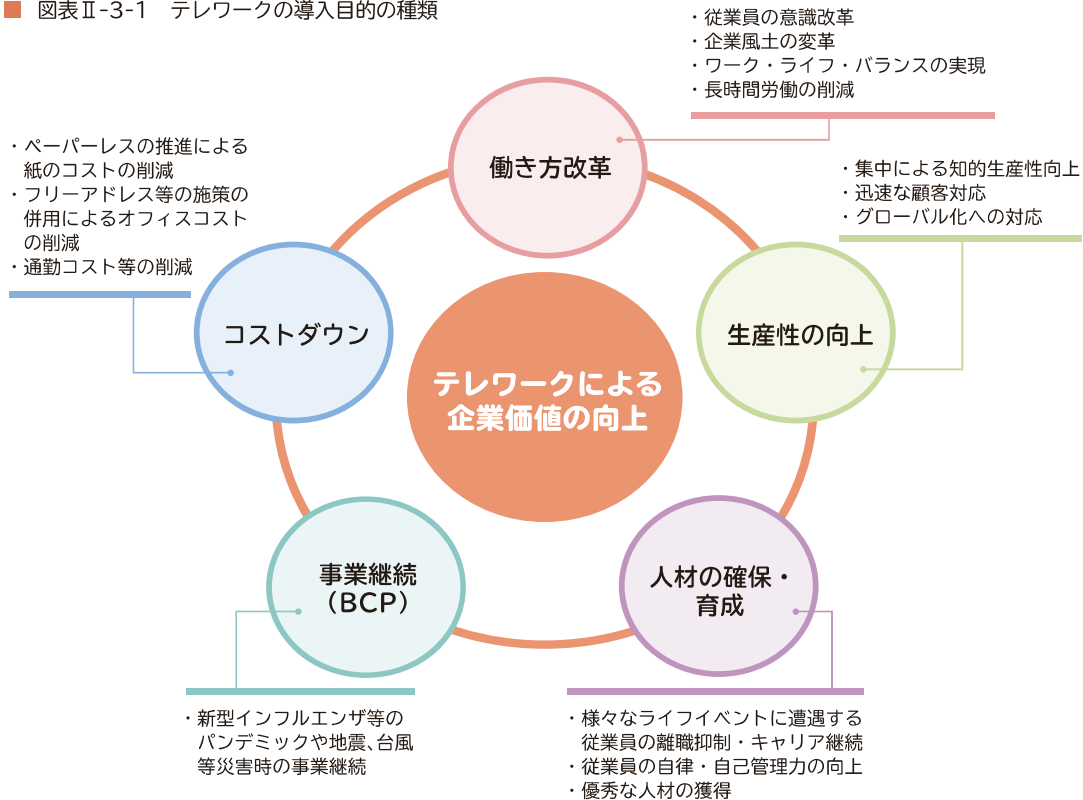 図表Ⅱ-3-1　テレワークの導入目的の種類
・従業員の意識改革
・企業風土の変革
・ワーク・ライフ・バランスの実現
・長時間労働の削減
働き方改革
・集中による知的生産性向上
・迅速な顧客対応
・グローバル化への対応
生産性の向上
・ペーパーレスの推進による
紙のコストの削減
・フリーアドレス等の施策の
併用によるオフィスコスト
の削減
・通勤コスト等の削減
コストダウン
テレワークによる
企業価値の向上
事業継続
（BCP）
・新型インフルエンザ等の
パンデミックや地震、台風
等災害時の事業継続
人材の確保・
育成
・様々なライフイベントに遭遇する
従業員の離職抑制・キャリア継続
・従業員の自律・自己管理力の向上
・優秀な人材の獲得